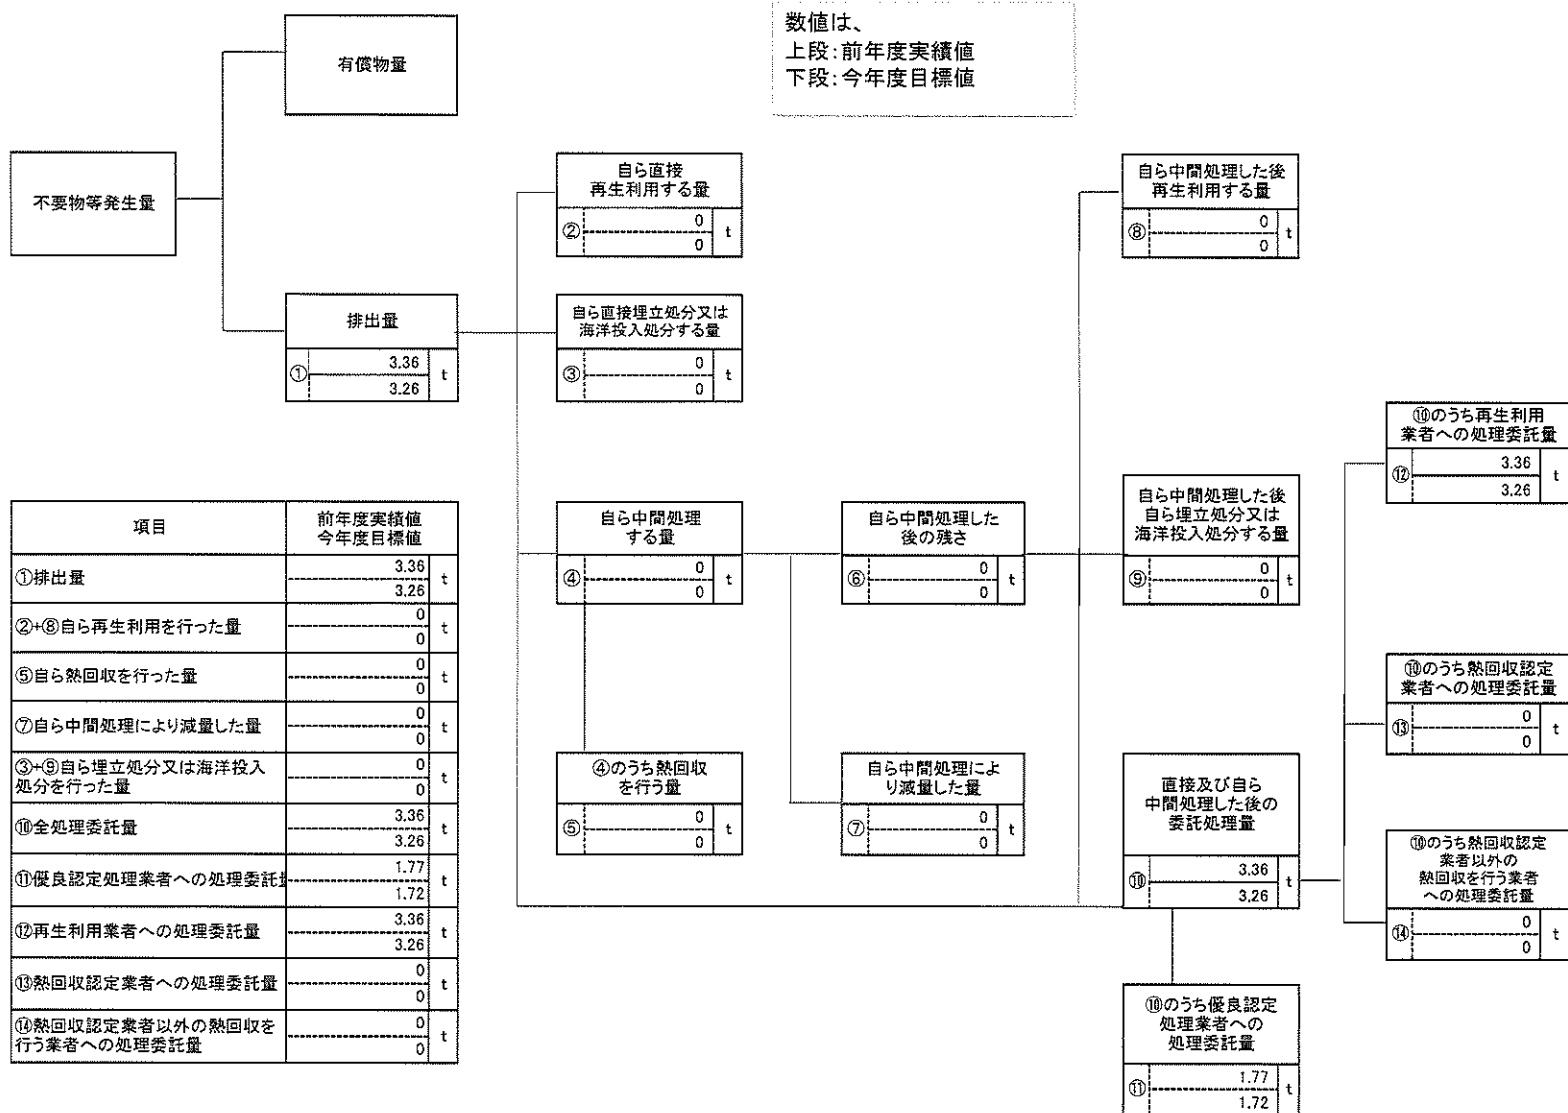 数値は、
上段:前年度実績値
下段:今年度目標値
有償物量
不要物等発生量
排出量
①
3.36
3.26
t
自ら直接
再生利用する量
②
0
0
t
自ら直接埋立処分又は
海洋投入処分する量
③
0
0
t
自ら中間処理
する量
④
0
0
t
④のうち熱回収
を行う量
⑤
0
0
t
自ら中間処理した
後の残さ
⑥
0
0
t
自ら中間処理によ
り減量した量
⑦
0
0
t
自ら中間処理した後
再生利用する量
⑧
0
0
t
自ら中間処理した後
自ら埋立処分又は
海洋投入処分する量
⑨
0
0
t
直接及び自ら
中間処理した後の
委託処理量
⑩
3.36
3.26
t
⑩のうち優良認定
処理業者への
処理委託量
⑪
1.77
1.72
t
⑩のうち再生利用
業者への処理委託量
⑫
3.36
3.26
t
⑩のうち熱回収認定
業者への処理委託量
⑬
0
0
t
⑩のうち熱回収認定
業者以外の
熱回収を行う業者
への処理委託量
⑭
0
0
t
項目
前年度実績値
今年度目標値
①排出量
3.36
3.26
t
②+⑧自ら再生利用を行った量
0
0
t
⑤自ら熱回収を行った量
0
0
t
⑦自ら中間処理により減量した量
0
0
t
③+⑨自ら埋立処分又は海洋投入
処分を行った量
0
0
t
⑩全処理委託量
3.36
3.26
t
⑪優良認定処理業者への処理委託
1.77
1.72
t
⑫再生利用業者への処理委託量
3.36
3.26
t
⑬熱回収認定業者への処理委託量
0
0
t
⑭熱回収認定業者以外の熱回収を
行う業者への処理委託量
0
0
t